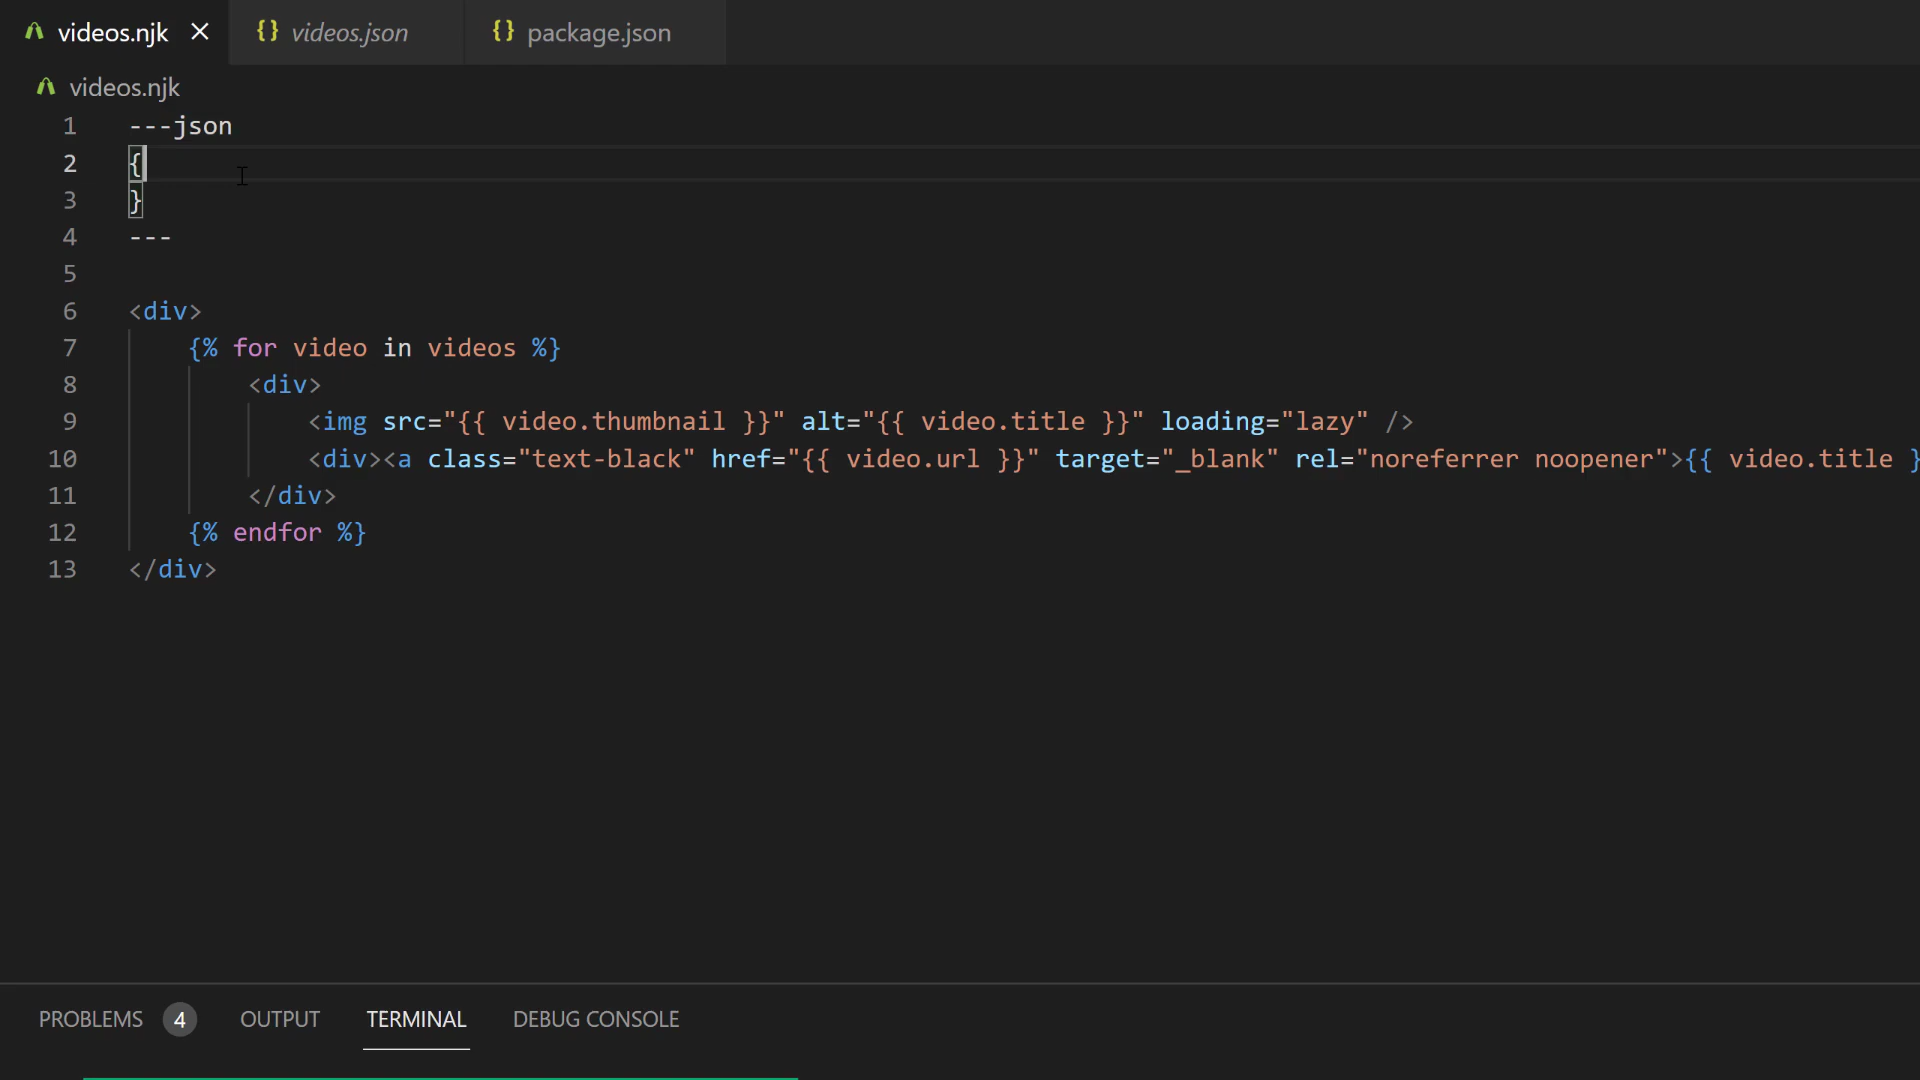 videos.njk videos.json package.json
videos.njk
1 ---json
2 {
3 }
4 ---
5
6 <div>
7 {% for video in videos %}
8 <div>
9 <img src="{{ video.thumbnail }}" alt="{{ video.title }}" loading="lazy" />
10 <div><a class="text-black" href="{{ video.url }}" target="_blank" rel="noreferrer noopener">{{ video.title }
11 </div>
12 {% endfor %}
13 </div>
PROBLEMS 4 OUTPUT TERMINAL DEBUG CONSOLE